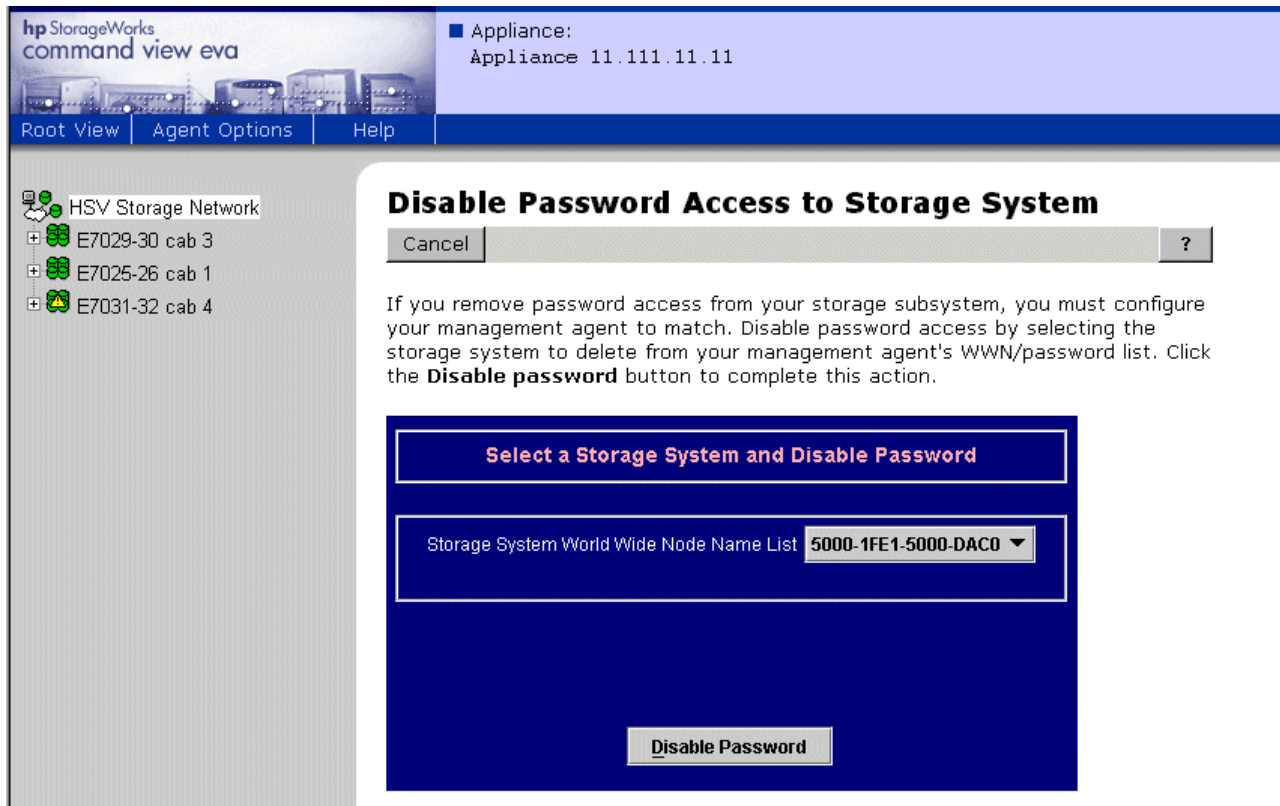 hp StorageWorks
command view eva
Appliance:
Appliance 11.111.11.11
Root View Agent Options Help
HSV Storage Network
E7029-30 cab 3
E7025-26 cab 1
E7031-32 cab 4
Disable Password Access to Storage System
Cancel ?
If you remove password access from your storage subsystem, you must configure
your management agent to match. Disable password access by selecting the
storage system to delete from your management agent's WWN/password list. Click
the Disable password button to complete this action.
Select a Storage System and Disable Password
Storage System World Wide Node Name List 5000-1FE1-5000-DAC0
Disable Password